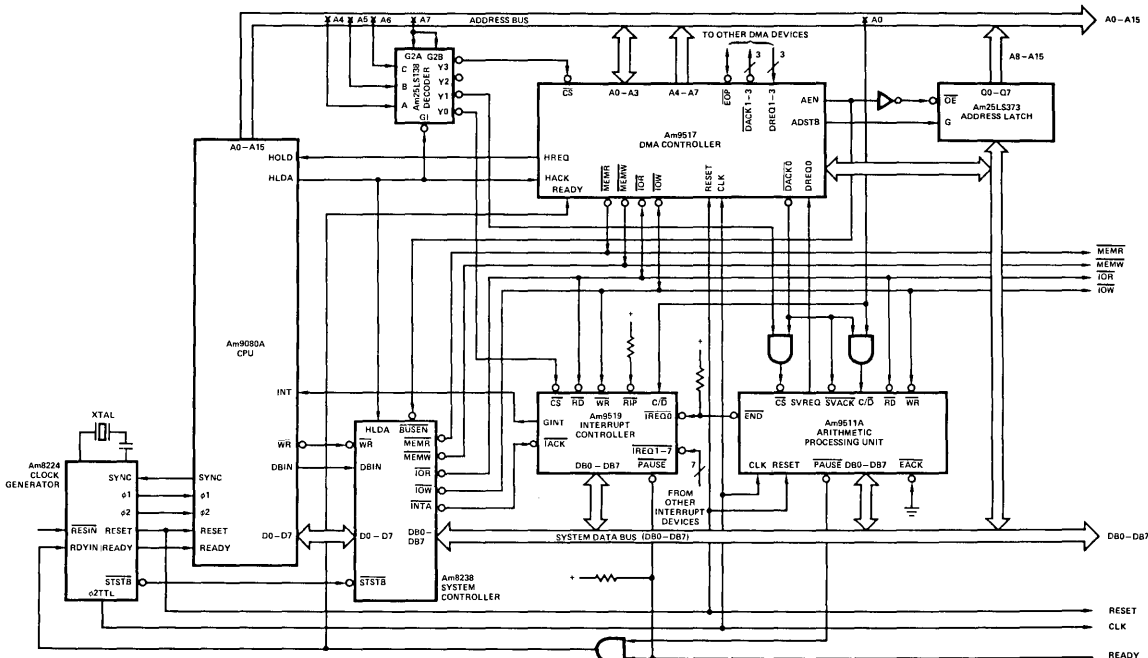 A4 A5 A6 A7 ADDRESS BUS A0 A0-A15
TO OTHER DMA DEVICES
3 3
A8-A15
G2A G2B
Am25LS138
DECODER
C
B
A
Y3
Y2
Y1
Y0
GI
CS A0-A3 A4-A7 EOP DACK1-3 DREQ1-3
AEN
ADSTB
Am9517
DMA CONTROLLER
HREQ
HACK
READY
MEMR MEMW IOR IOW RESET CLK DACK0 DREQ0
Q0-Q7
OE
G
Am25LS373
ADDRESS LATCH
A0-A15
HOLD
HLDA
Am9080A
CPU
INT
WR
DBIN
SYNC
ϕ1
ϕ2
RESET
READY
D0-D7
MEMR
MEMW
IOR
IOW
XTAL
Am8224
CLOCK
GENERATOR
SYNC
ϕ1
ϕ2
RESIN RESET
RDYIN READY
STSTB
ϕ2TTL
HLDA BUSEN
WR
DBIN
MEMR
MEMW
IOR
IOW
INTA
D0-D7
DB0-
DB7
STSTB
Am8238
SYSTEM
CONTROLLER
+
+
CS RD WR RIP C/D
Am9519
INTERRUPT
CONTROLLER
GINT
IACK
IREQ0
IREQ1-7
DB0-DB7 PAUSE
7
FROM
OTHER
INTERRUPT
DEVICES
CS SVREQ SVACK C/D RD WR
END
Am9511A
ARITHMETIC
PROCESSING UNIT
CLK RESET PAUSE DB0-DB7 EACK
SYSTEM DATA BUS (DB0-DB7)
DB0-DB7
+
RESET
CLK
READY